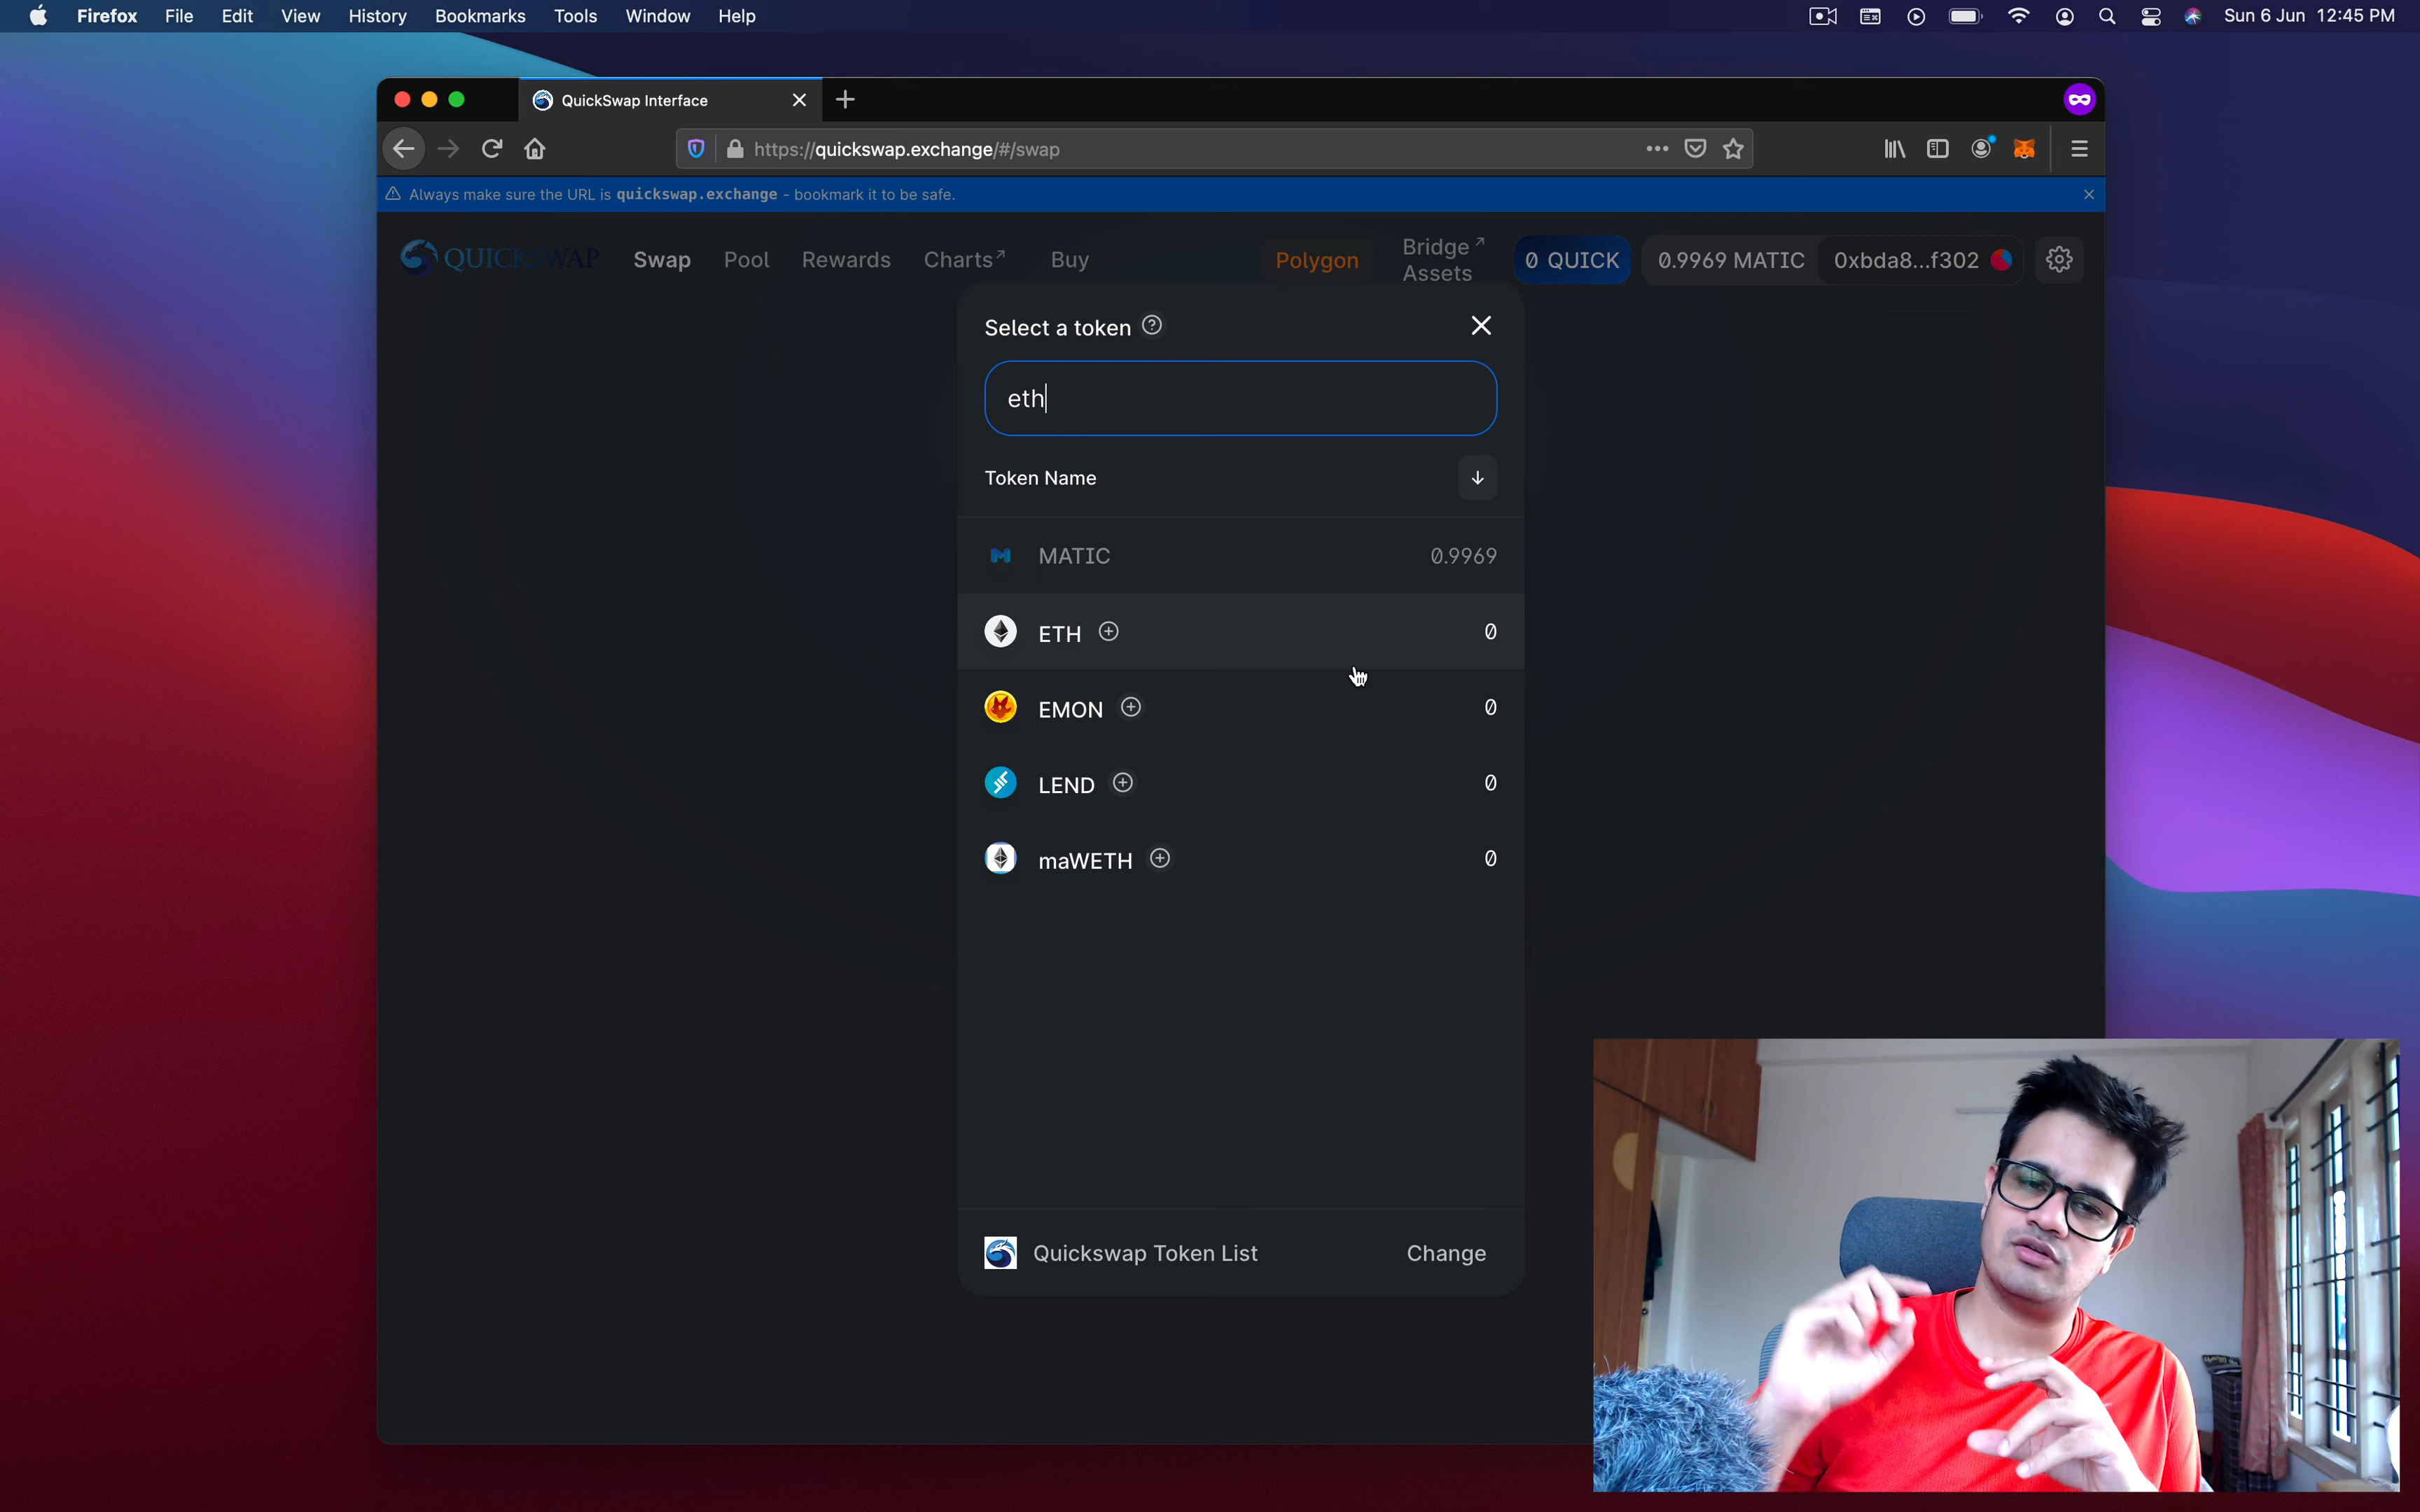 Firefox File Edit View History Bookmarks Tools Window Help Sun 6 Jun 12:45 PM
QuickSwap Interface
https://quickswap.exchange/#/swap
Always make sure the URL is quickswap.exchange - bookmark it to be safe.
QUICKSWAP Swap Pool Rewards Charts↗ Buy Polygon Bridge↗ Assets 0 QUICK 0.9969 MATIC 0xbda8...f302
Select a token ?
eth
Token Name
MATIC 0.9969
ETH 0
EMON 0
LEND 0
maWETH 0
Quickswap Token List Change